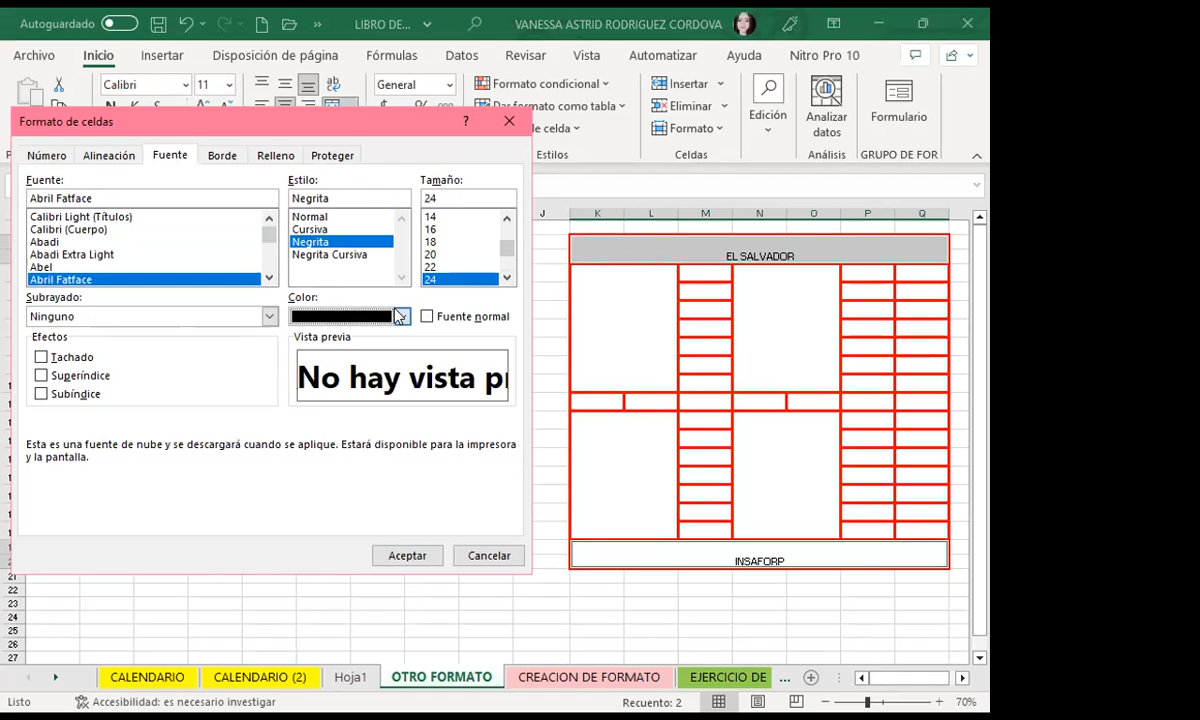 Autoguardado LIBRO DE... VANESSA ASTRID RODRIGUEZ CORDOVA
Archivo Inicio Insertar Disposición de página Fórmulas Datos Revisar Vista Automatizar Ayuda Nitro Pro 10
Calibri 11 General Formato condicional Insertar
Dar formato como tabla Eliminar Edición Analizar datos Formulario
de celda Formato
Estilos Celdas Análisis GRUPO DE FOR
Formato de celdas ?
Número Alineación Fuente Borde Relleno Proteger
Fuente: Estilo: Tamaño:
Abril Fatface Negrita 24
Calibri Light (Títulos) Normal 14
Calibri (Cuerpo) Cursiva 16
Abadi Negrita 18
Abadi Extra Light Negrita Cursiva 20
Abel 22
Abril Fatface 24
Subrayado: Color:
Ninguno Fuente normal
Efectos Vista previa
Tachado
Superíndice
Subíndice
No hay vista pr
Esta es una fuente de nube y se descargará cuando se aplique. Estará disponible para la impresora
y la pantalla.
Aceptar Cancelar
J K L M N O P Q
EL SALVADOR
INSAFORP
21
22
23
24
25
26
27
CALENDARIO CALENDARIO (2) Hoja1 OTRO FORMATO CREACION DE FORMATO EJERCICIO DE ...
Listo Accesibilidad: es necesario investigar Recuento: 2 70%